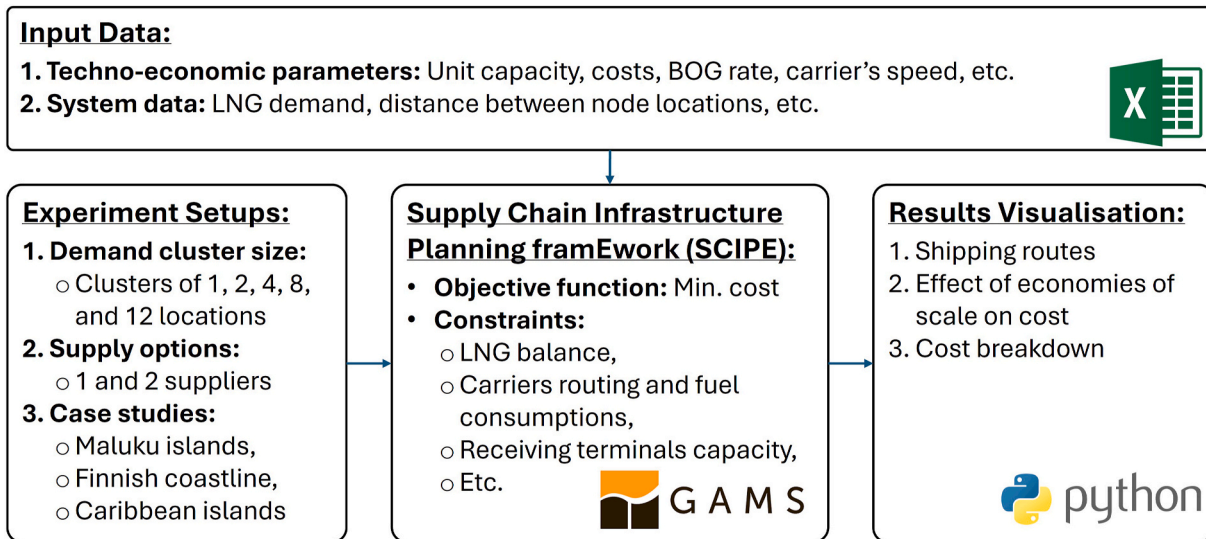 Input Data:
1. Techno-economic parameters: Unit capacity, costs, BOG rate, carrier's speed, etc.
2. System data: LNG demand, distance between node locations, etc.
X
Experiment Setups:
1. Demand cluster size:
o Clusters of 1, 2, 4, 8,
and 12 locations
2. Supply options:
o 1 and 2 suppliers
3. Case studies:
o Maluku islands,
o Finnish coastline,
o Caribbean islands
Supply Chain Infrastructure
Planning framEwork (SCIPE):
• Objective function: Min. cost
• Constraints:
o LNG balance,
o Carriers routing and fuel
consumptions,
o Receiving terminals capacity,
o Etc.
GAMS
Results Visualisation:
1. Shipping routes
2. Effect of economies of
scale on cost
3. Cost breakdown
python